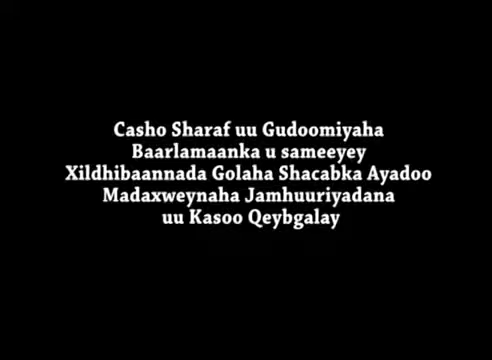 Casho Sharaf uu Gudoomiyaha
Baarlamaanka u sameeyey
Xildhibaannada Golaha Shacabka Ayadoo
Madaxweynaha Jamhuuriyadana
uu Kasoo Qeybgalay